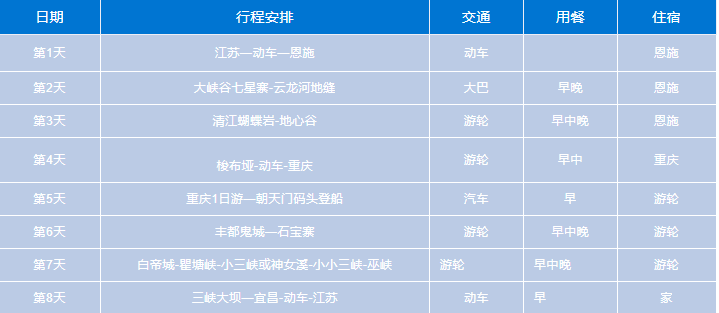 日期 行程安排 交通 用餐 住宿
第1天 江苏—动车—恩施 动车 恩施
第2天 大峡谷七星寨-云龙河地缝 大巴 早晚 恩施
第3天 清江蝴蝶岩-地心谷 游轮 早中晚 恩施
第4天 梭布垭-动车-重庆 游轮 早中 重庆
第5天 重庆1日游—朝天门码头登船 汽车 早 游轮
第6天 丰都鬼城—石宝寨 游轮 早中晚 游轮
第7天 白帝城-瞿塘峡-小三峡或神女溪-小小三峡-巫峡 游轮 早中晚 游轮
第8天 三峡大坝—宜昌-动车-江苏 动车 早 家